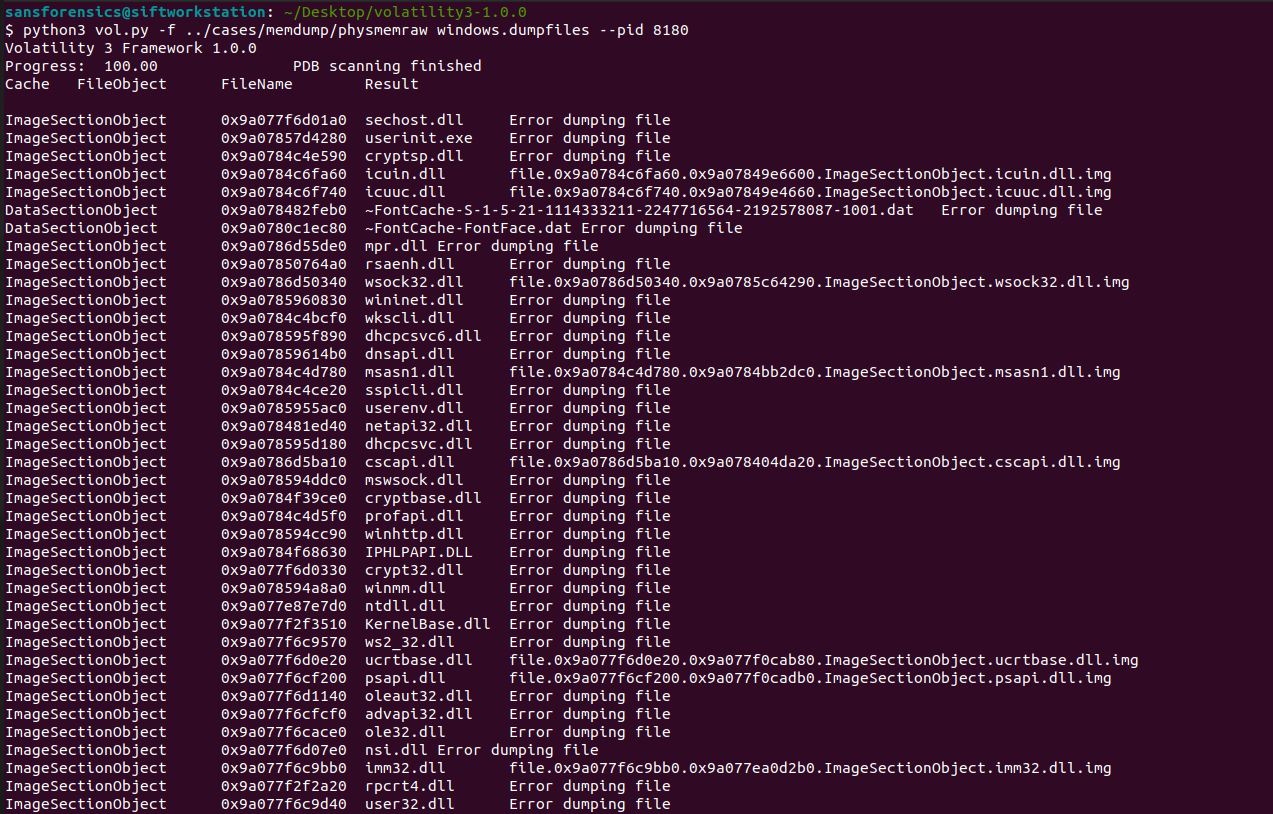 sansforensics@siftworkstation: ~/Desktop/volatility3-1.0.0
$ python3 vol.py -f ../cases/memdump/physmemraw windows.dumpfiles --pid 8180
Volatility 3 Framework 1.0.0
Progress:  100.00               PDB scanning finished
Cache   FileObject      FileName        Result
ImageSectionObject      0x9a077f6d01a0  sechost.dll     Error dumping file
ImageSectionObject      0x9a07857d4280  userinit.exe    Error dumping file
ImageSectionObject      0x9a0784c4e590  cryptsp.dll     Error dumping file
ImageSectionObject      0x9a0784c6fa60  icuin.dll       file.0x9a0784c6fa60.0x9a07849e6600.ImageSectionObject.icuin.dll.img
ImageSectionObject      0x9a0784c6f740  icuuc.dll       file.0x9a0784c6f740.0x9a07849e4660.ImageSectionObject.icuuc.dll.img
DataSectionObject       0x9a078482feb0  ~FontCache-S-1-5-21-1114333211-2247716564-2192578087-1001.dat   Error dumping file
DataSectionObject       0x9a0780c1ec80  ~FontCache-FontFace.dat Error dumping file
ImageSectionObject      0x9a0786d55de0  mpr.dll Error dumping file
ImageSectionObject      0x9a07850764a0  rsaenh.dll      Error dumping file
ImageSectionObject      0x9a0786d50340  wsock32.dll     file.0x9a0786d50340.0x9a0785c64290.ImageSectionObject.wsock32.dll.img
ImageSectionObject      0x9a0785960830  wininet.dll     Error dumping file
ImageSectionObject      0x9a0784c4bcf0  wkscli.dll      Error dumping file
ImageSectionObject      0x9a078595f890  dhcpcsvc6.dll   Error dumping file
ImageSectionObject      0x9a07859614b0  dnsapi.dll      Error dumping file
ImageSectionObject      0x9a0784c4d780  msasn1.dll      file.0x9a0784c4d780.0x9a0784bb2dc0.ImageSectionObject.msasn1.dll.img
ImageSectionObject      0x9a0784c4ce20  sspicli.dll     Error dumping file
ImageSectionObject      0x9a0785955ac0  userenv.dll     Error dumping file
ImageSectionObject      0x9a078481ed40  netapi32.dll    Error dumping file
ImageSectionObject      0x9a078595d180  dhcpcsvc.dll    Error dumping file
ImageSectionObject      0x9a0786d5ba10  cscapi.dll      file.0x9a0786d5ba10.0x9a078404da20.ImageSectionObject.cscapi.dll.img
ImageSectionObject      0x9a078594ddc0  mswsock.dll     Error dumping file
ImageSectionObject      0x9a0784f39ce0  cryptbase.dll   Error dumping file
ImageSectionObject      0x9a0784c4d5f0  profapi.dll     Error dumping file
ImageSectionObject      0x9a078594cc90  winhttp.dll     Error dumping file
ImageSectionObject      0x9a0784f68630  IPHLPAPI.DLL    Error dumping file
ImageSectionObject      0x9a077f6d0330  crypt32.dll     Error dumping file
ImageSectionObject      0x9a078594a8a0  winmm.dll       Error dumping file
ImageSectionObject      0x9a077e87e7d0  ntdll.dll       Error dumping file
ImageSectionObject      0x9a077f2f3510  KernelBase.dll  Error dumping file
ImageSectionObject      0x9a077f6c9570  ws2_32.dll      Error dumping file
ImageSectionObject      0x9a077f6d0e20  ucrtbase.dll    file.0x9a077f6d0e20.0x9a077f0cab80.ImageSectionObject.ucrtbase.dll.img
ImageSectionObject      0x9a077f6cf200  psapi.dll       file.0x9a077f6cf200.0x9a077f0cadb0.ImageSectionObject.psapi.dll.img
ImageSectionObject      0x9a077f6d1140  oleaut32.dll    Error dumping file
ImageSectionObject      0x9a077f6cfcf0  advapi32.dll    Error dumping file
ImageSectionObject      0x9a077f6cace0  ole32.dll       Error dumping file
ImageSectionObject      0x9a077f6d07e0  nsi.dll Error dumping file
ImageSectionObject      0x9a077f6c9bb0  imm32.dll       file.0x9a077f6c9bb0.0x9a077ea0d2b0.ImageSectionObject.imm32.dll.img
ImageSectionObject      0x9a077f2f2a20  rpcrt4.dll      Error dumping file
ImageSectionObject      0x9a077f6c9d40  user32.dll      Error dumping file